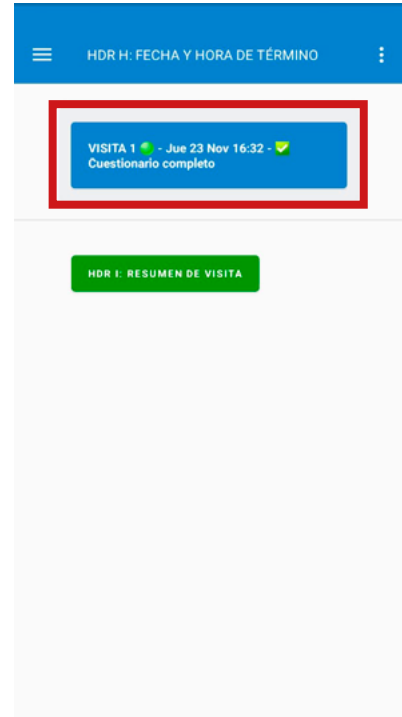 HDR H: FECHA Y HORA DE TÉRMINO
VISITA 1 🟢 - Jue 23 Nov 16:32 - ✅
Cuestionario completo
HDR I: RESUMEN DE VISITA